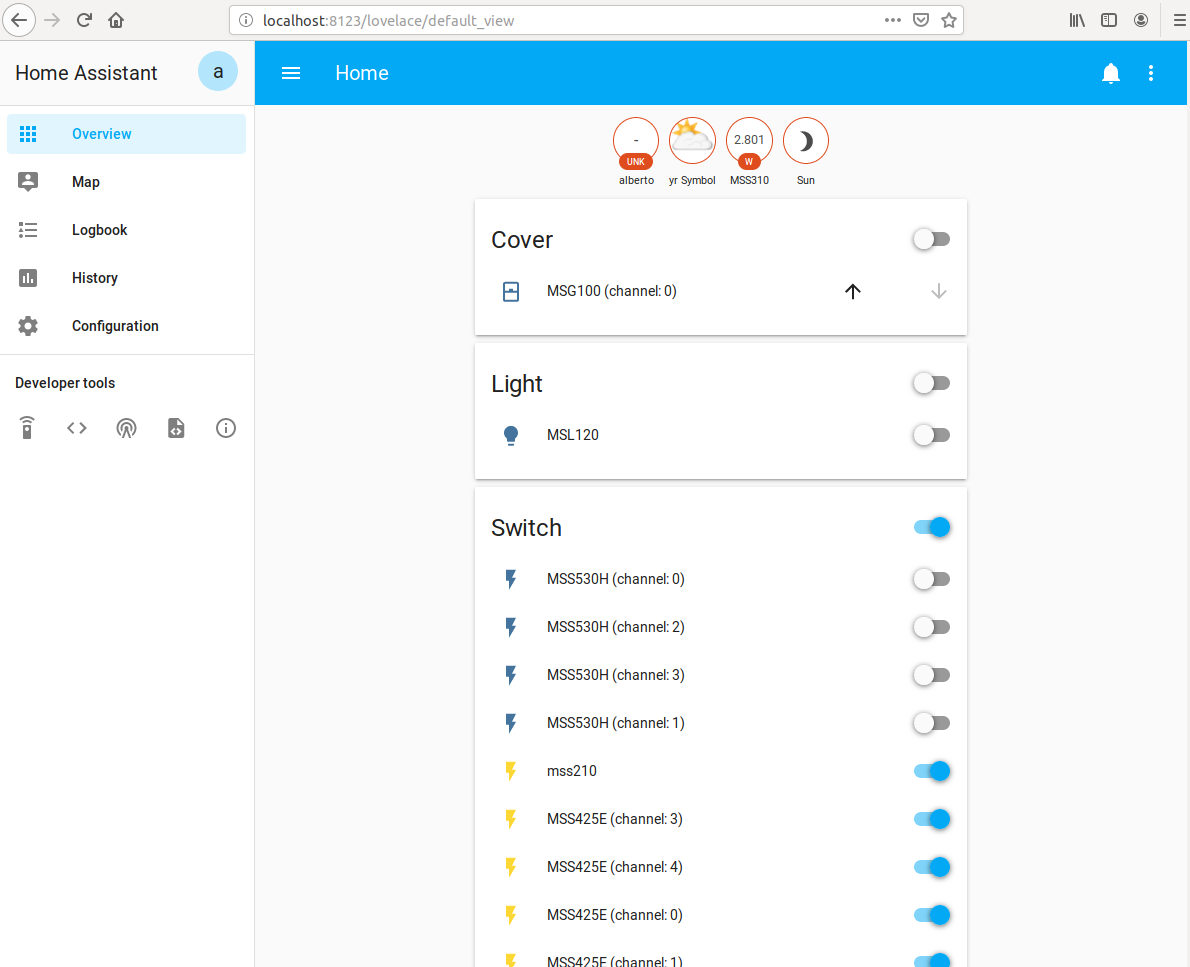 localhost:8123/lovelace/default_view
Home Assistant
a
Home
Overview
Map
Logbook
History
Configuration
Developer tools
-
UNK
alberto
yr Symbol
2.801
W
MSS310
Sun
Cover
MSG100 (channel: 0)
Light
MSL120
Switch
MSS530H (channel: 0)
MSS530H (channel: 2)
MSS530H (channel: 3)
MSS530H (channel: 1)
mss210
MSS425E (channel: 3)
MSS425E (channel: 4)
MSS425E (channel: 0)
MSS425E (channel: 1)